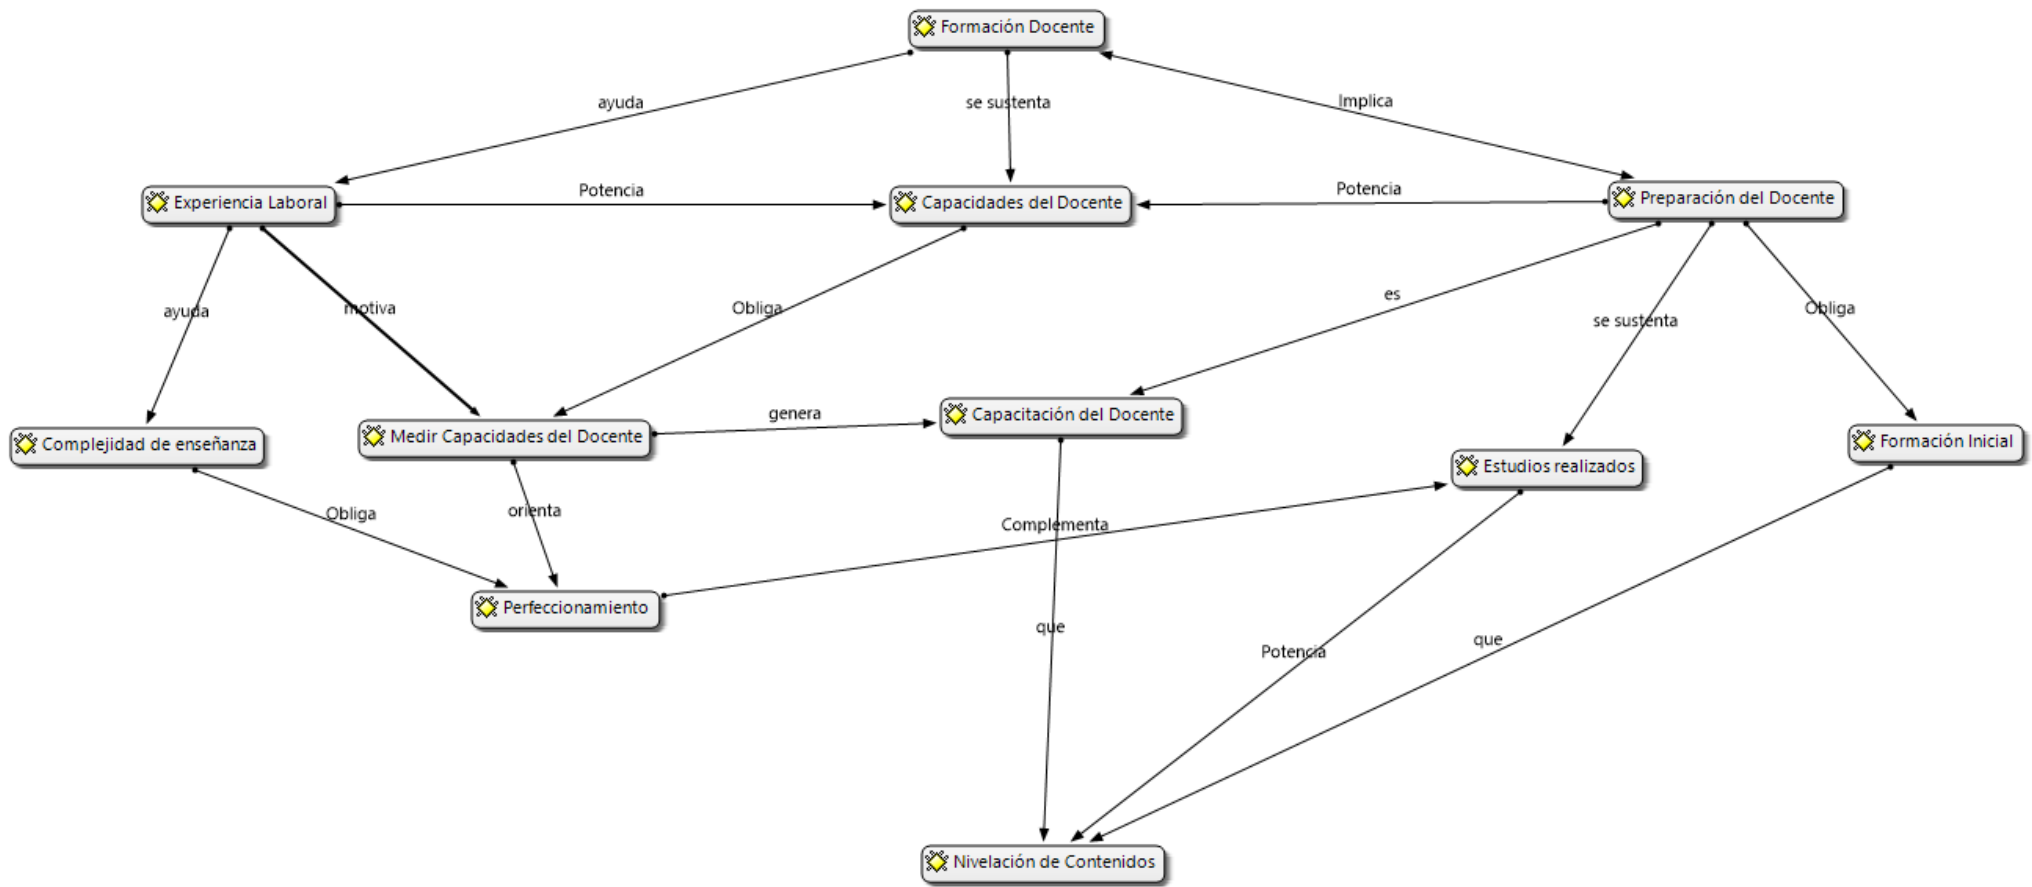 Formación Docente
ayuda
se sustenta
Implica
Experiencia Laboral
Potencia
Capacidades del Docente
Potencia
Preparación del Docente
ayuda
motiva
Obliga
es
se sustenta
Obliga
Complejidad de enseñanza
Medir Capacidades del Docente
genera
Capacitación del Docente
Estudios realizados
Formación Inicial
Obliga
orienta
Complementa
Perfeccionamiento
que
Potencia
que
Nivelación de Contenidos